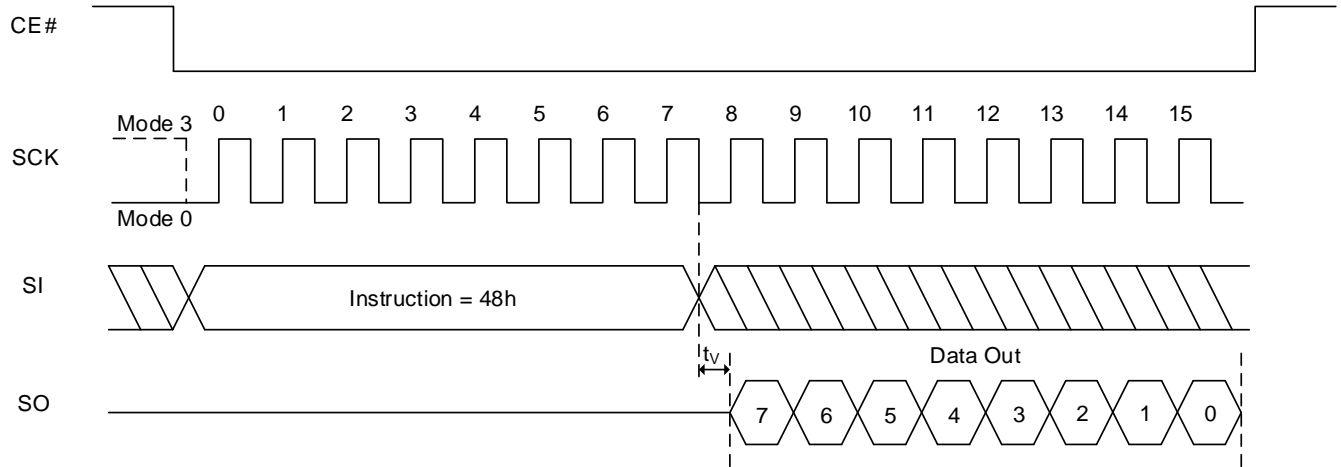 CE#
0 1 2 3 4 5 6 7 8 9 10 11 12 13 14 15
Mode 3
SCK
Mode 0
SI
Instruction = 48h
tV
Data Out
SO
7 6 5 4 3 2 1 0